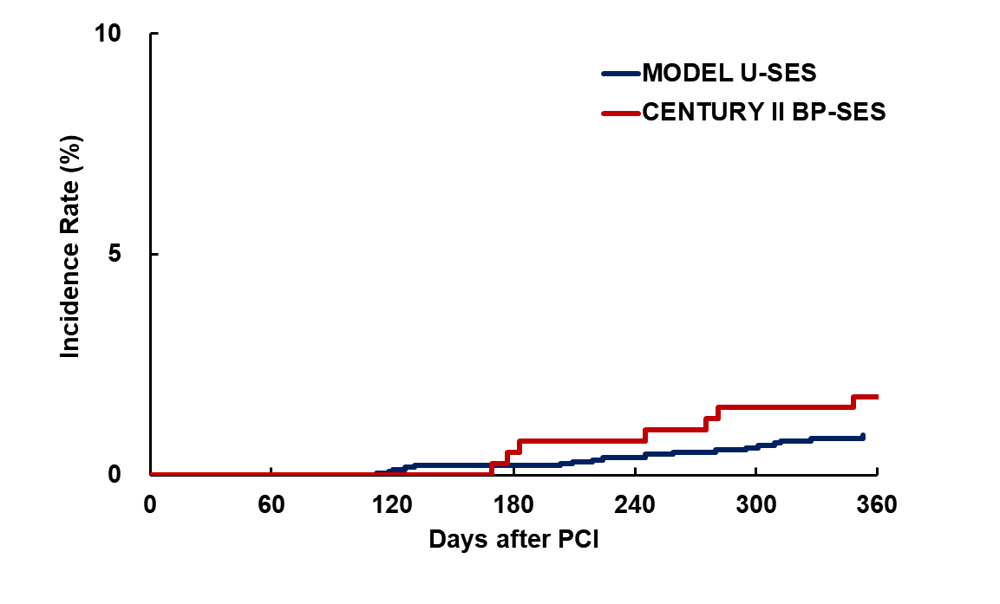 10
MODEL U-SES
CENTURY II BP-SES
Incidence Rate (%)
5
0
0 60 120 180 240 300 360
Days after PCI